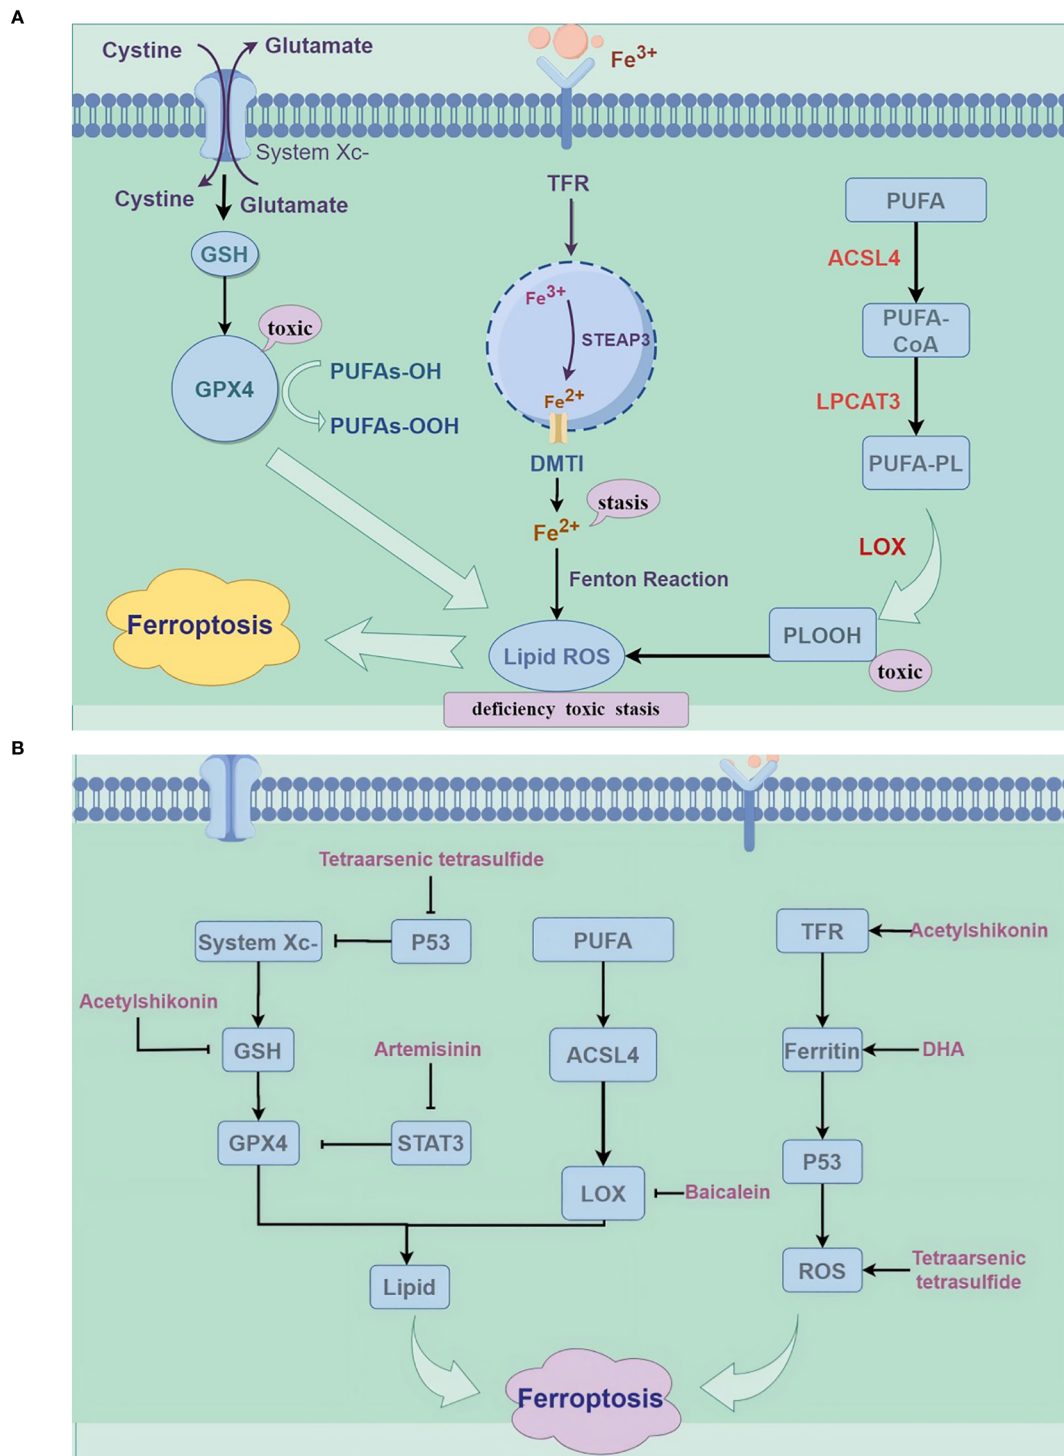 A
Cystine
Glutamate
Fe3+
System Xc-
Cystine
Glutamate
TFR
PUFA
GSH
ACSL4
Fe3+
toxic
STEAP3
PUFA-
CoA
GPX4
PUFAs-OH
Fe2+
LPCAT3
PUFAs-OOH
DMTI
PUFA-PL
stasis
Fe2+
LOX
Fenton Reaction
Ferroptosis
Lipid ROS
PLOOH
toxic
deficiency toxic stasis
B
Tetraarsenic tetrasulfide
System Xc-
P53
PUFA
TFR
Acetylshikonin
Acetylshikonin
GSH
Artemisinin
ACSL4
Ferritin
DHA
GPX4
STAT3
P53
LOX
Baicalein
Lipid
ROS
Tetraarsenic
tetrasulfide
Ferroptosis